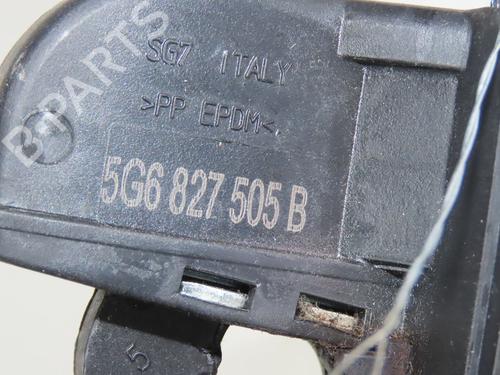 B-PARTS
SG7 ITALY
>PP EPDM<
5G6 827 505 B
5